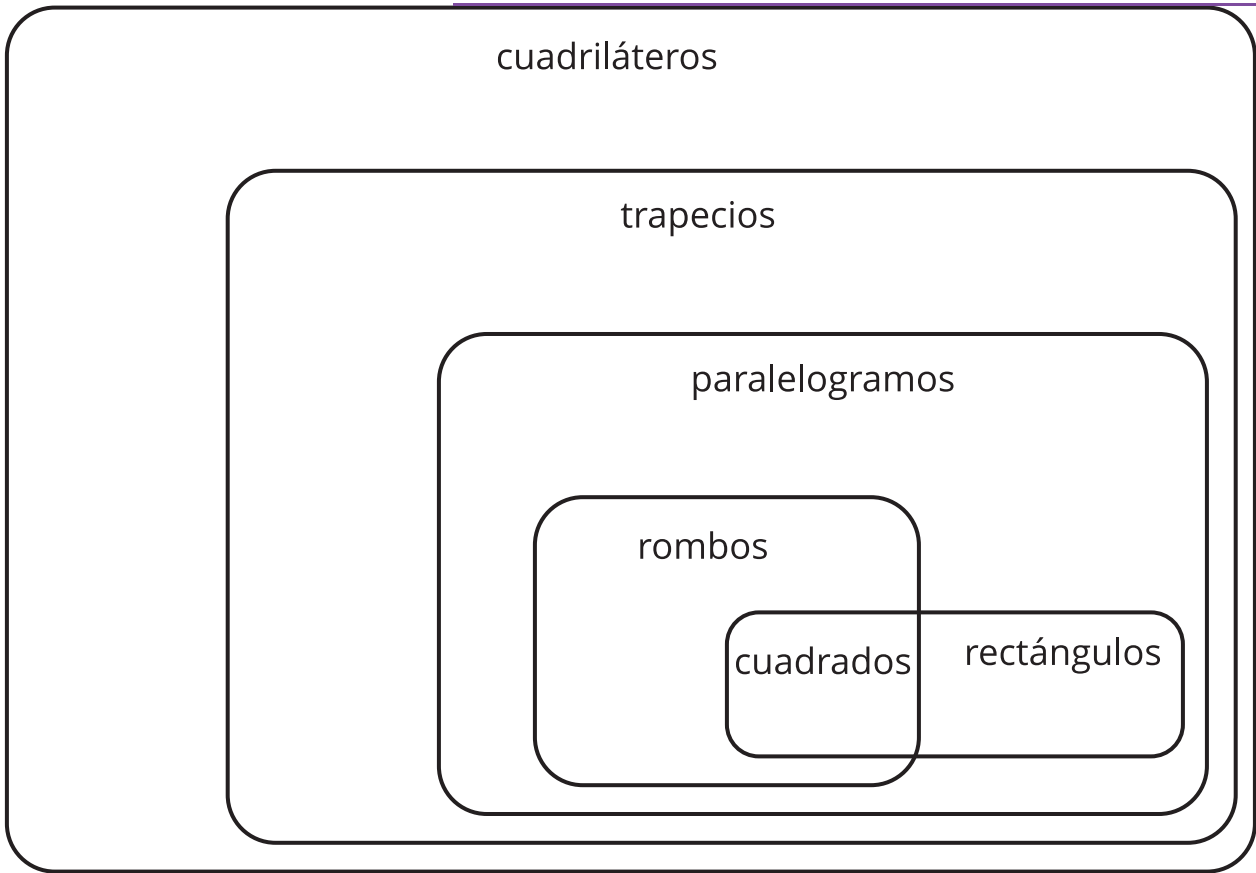 cuadriláteros
trapecios
paralelogramos
rombos
cuadrados
rectángulos